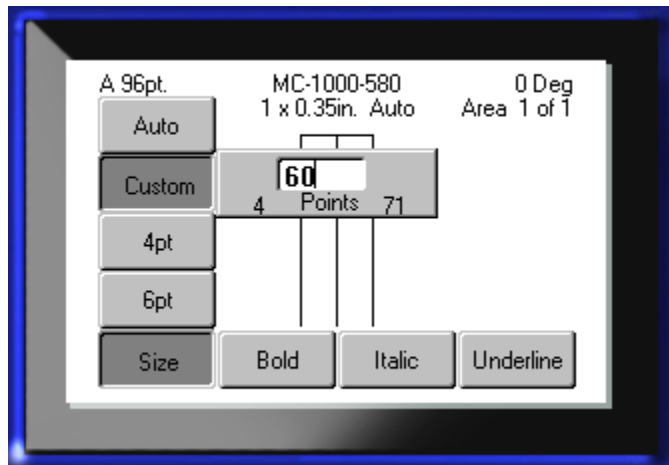 A 96pt. MC-1000-580 0 Deg
1 x 0.35in. Auto Area 1 of 1
Auto
Custom
60
4 Points 71
4pt
6pt
Size Bold Italic Underline